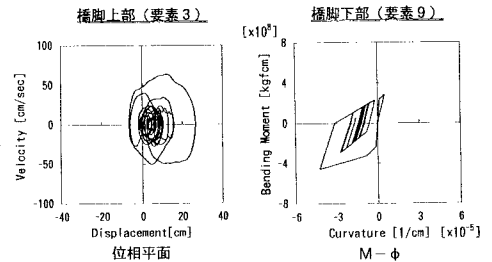 橋脚上部（要素3）
橋脚下部（要素9）
100
50
0
-50
-100
Velocity [cm/sec]
-40
-20
0
20
40
Displacement[cm]
位相平面
[x10⁸]
8
4
0
-4
-8
Bending Moment [kgfcm]
-6
-3
0
3
6
Curvature [1/cm] [x10⁻⁵]
M－φ